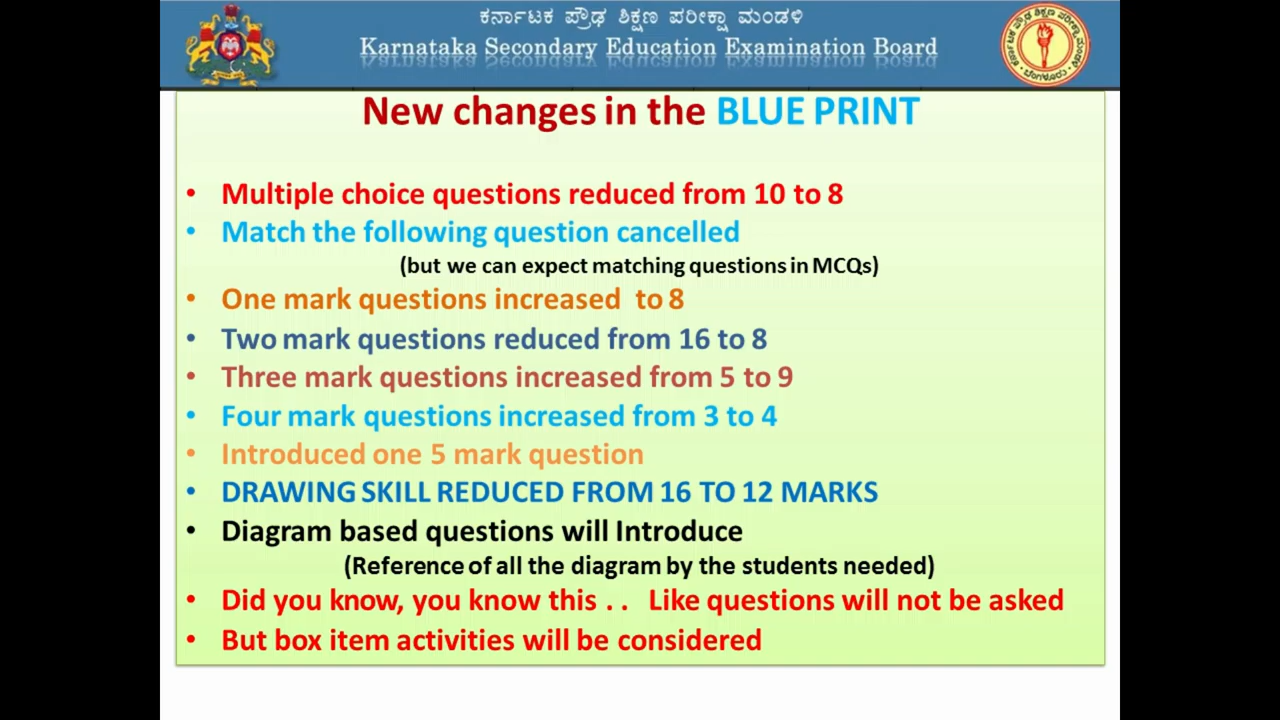 ಕರ್ನಾಟಕ ಪ್ರೌಢ ಶಿಕ್ಷಣ ಪರೀಕ್ಷಾ ಮಂಡಳಿ
Karnataka Secondary Education Examination Board
ಬೆಂಗಳೂರು
New changes in the BLUE PRINT
• Multiple choice questions reduced from 10 to 8
• Match the following question cancelled
(but we can expect matching questions in MCQs)
• One mark questions increased to 8
• Two mark questions reduced from 16 to 8
• Three mark questions increased from 5 to 9
• Four mark questions increased from 3 to 4
• Introduced one 5 mark question
• DRAWING SKILL REDUCED FROM 16 TO 12 MARKS
• Diagram based questions will Introduce
(Reference of all the diagram by the students needed)
• Did you know, you know this . . Like questions will not be asked
• But box item activities will be considered